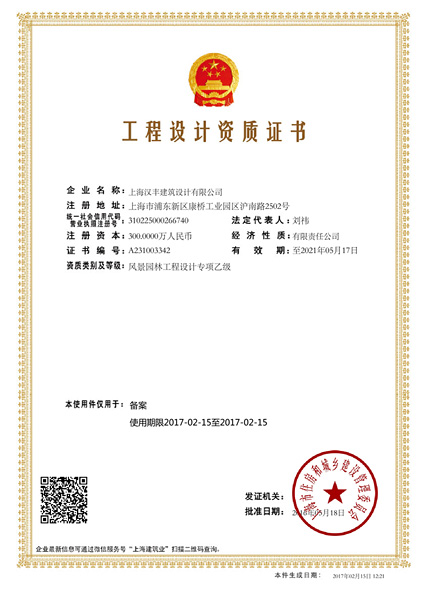 工程设计资质证书
企业名称：上海汉丰建筑设计有限公司
注册地址：上海市浦东新区康桥工业园区沪南路2502号
统一社会信用代码
营业执照注册号：310225000266740 法定代表人：刘祎
注册资本：300.0000万人民币 经济性质：有限责任公司
证书编号：A231003342 有效期：至2021年05月17日
资质类别及等级：风景园林工程设计专项乙级
本使用件仅用于：备案
使用期限2017-02-15至2017-02-15
发证机关：
上海市住房和城乡建设管理委员会
批准日期：2016年05月18日
企业最新信息可通过微信服务号“上海建筑业”扫描二维码查询。
本件生成日期：2017年02月15日 12:21